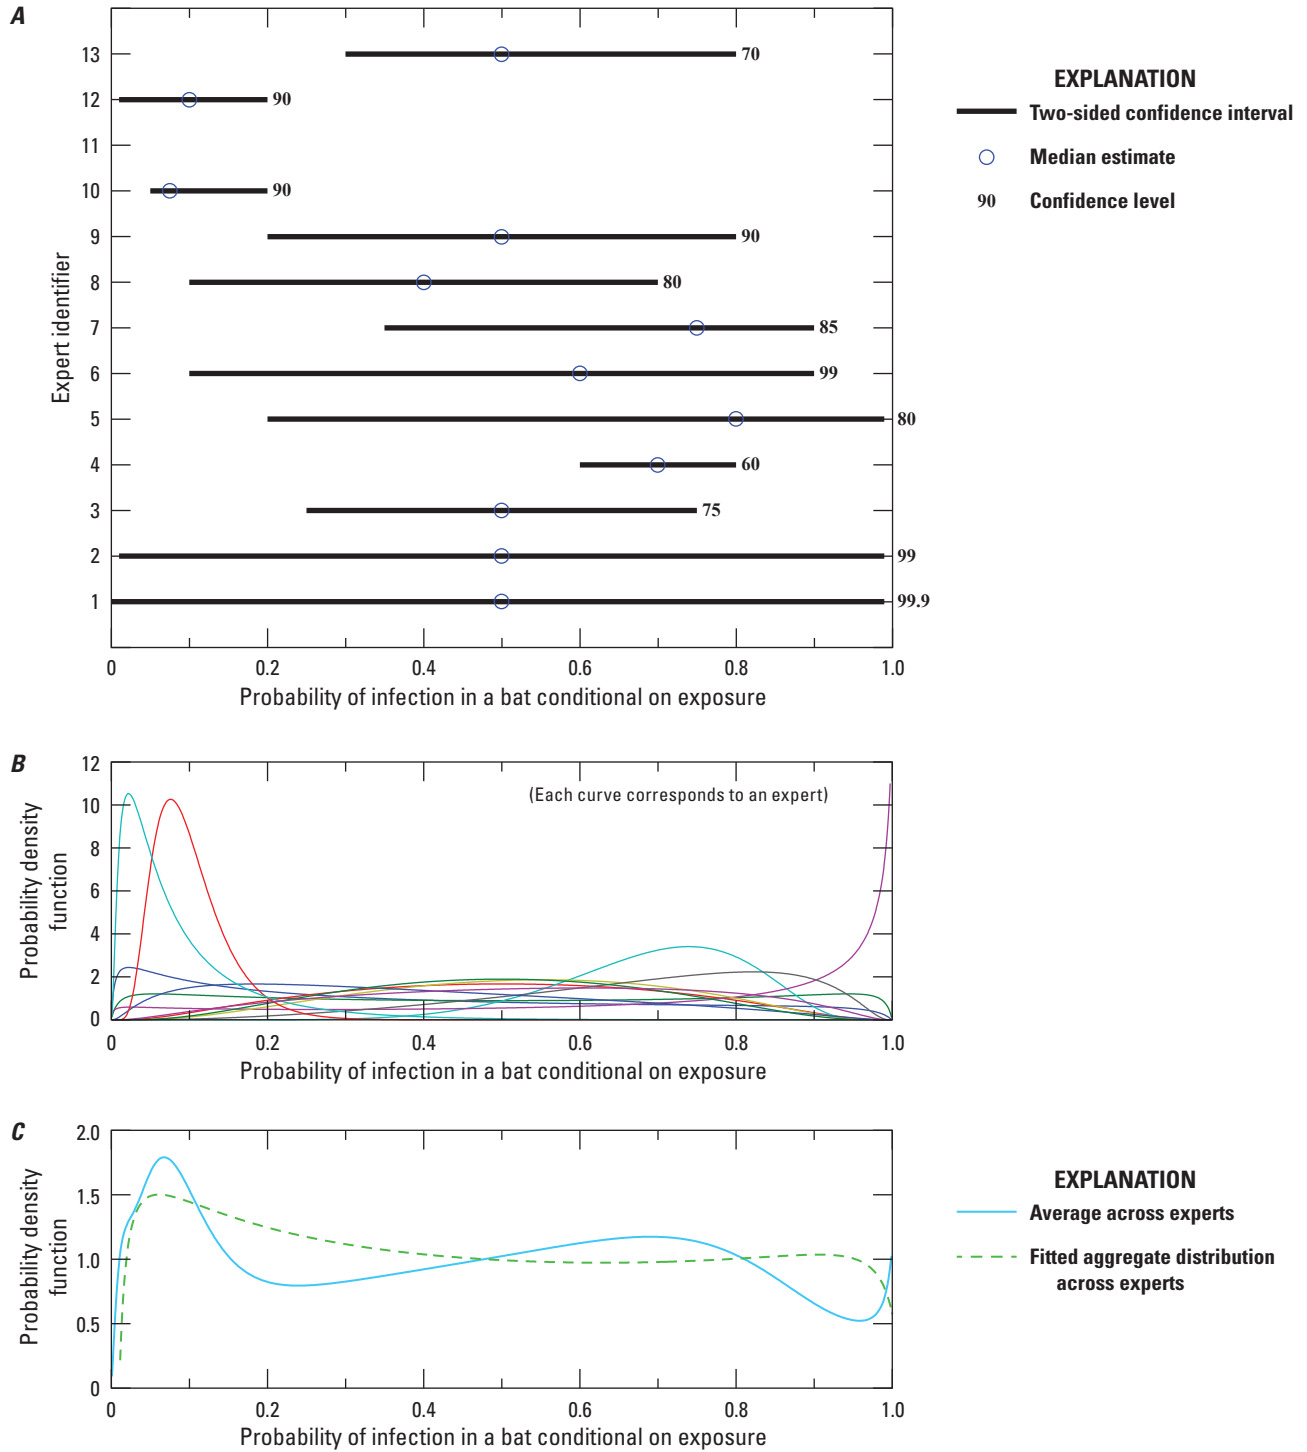 A
13
12
11
10
9
8
7
6
5
4
3
2
1
Expert identifier
70
90
90
90
80
85
99
80
60
75
99
99.9
0 0.2 0.4 0.6 0.8 1.0
Probability of infection in a bat conditional on exposure
EXPLANATION
Two-sided confidence interval
Median estimate
90 Confidence level
B
12
10
8
6
4
2
0
Probability density
function
(Each curve corresponds to an expert)
0 0.2 0.4 0.6 0.8 1.0
Probability of infection in a bat conditional on exposure
C
2.0
1.5
1.0
0.5
0
Probability density
function
0 0.2 0.4 0.6 0.8 1.0
Probability of infection in a bat conditional on exposure
EXPLANATION
Average across experts
Fitted aggregate distribution
across experts